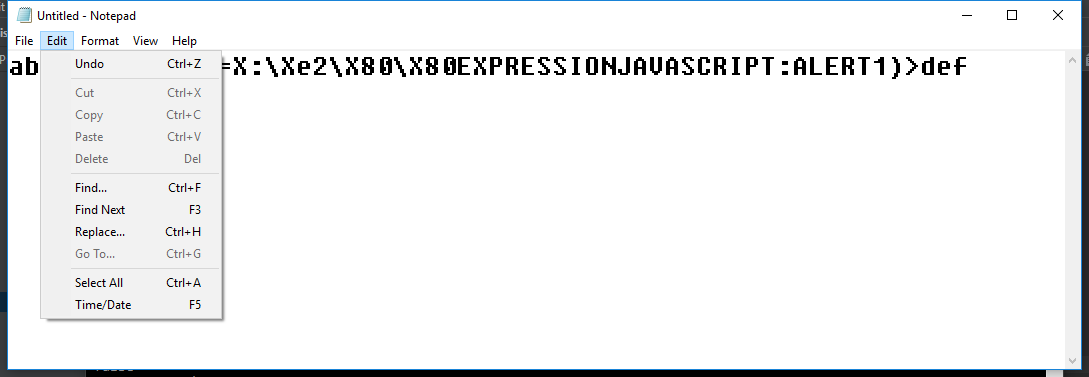 Untitled - Notepad
File Edit Format View Help
ab =X:\Xe2\X80\X80EXPRESSIONJAVASCRIPT:ALERT1)>def
Undo Ctrl+Z
Cut Ctrl+X
Copy Ctrl+C
Paste Ctrl+V
Delete Del
Find... Ctrl+F
Find Next F3
Replace... Ctrl+H
Go To... Ctrl+G
Select All Ctrl+A
Time/Date F5